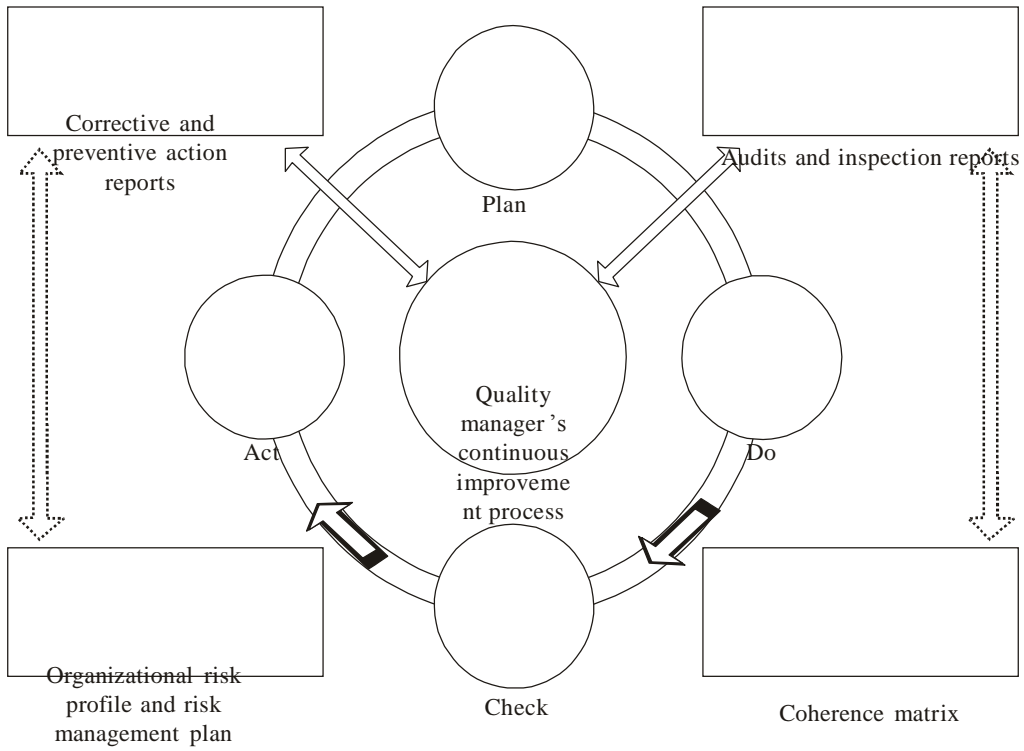 Corrective and
preventive action
reports
Audits and inspection reports
Plan
Quality
manager’s
continuous
improveme
nt process
Act
Do
Organizational risk
profile and risk
management plan
Check
Coherence matrix